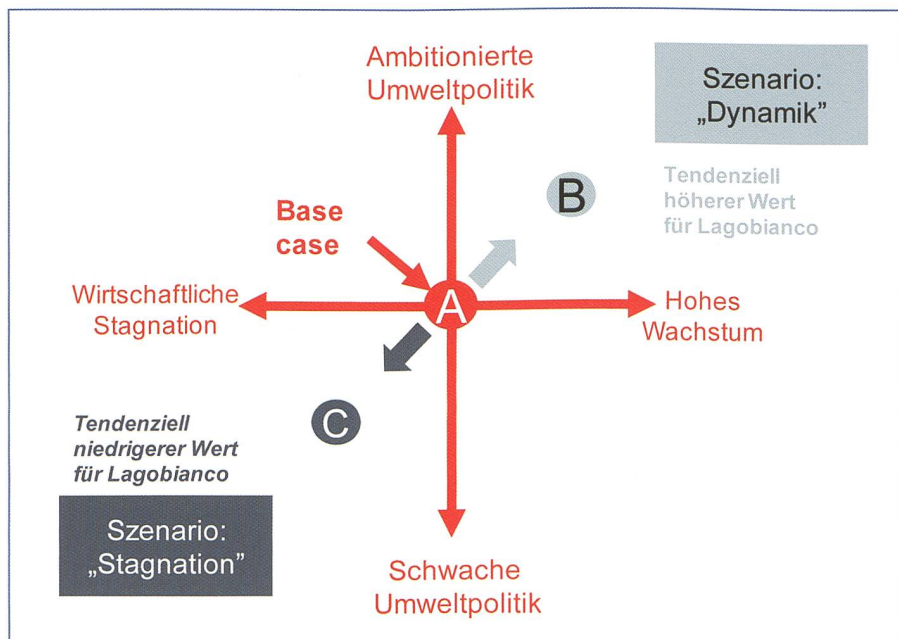 Ambitionierte
Umweltpolitik
Szenario:
„Dynamik”
Tendenziell
höherer Wert
für Lagobianco
B
Base
case
A
Wirtschaftliche
Stagnation
Hohes
Wachstum
C
Tendenziell
niedrigerer Wert
für Lagobianco
Szenario:
„Stagnation”
Schwache
Umweltpolitik